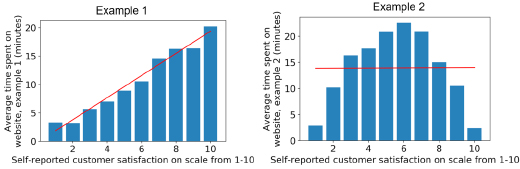 Example 1
Average time spent on
website, example 1 (minutes)
20
15
10
5
0
2 4 6 8 10
Self-reported customer satisfaction on scale from 1-10
Example 2
Average time spent on
website, example 2 (minutes)
20
15
10
5
0
2 4 6 8 10
Self-reported customer satisfaction on scale from 1-10